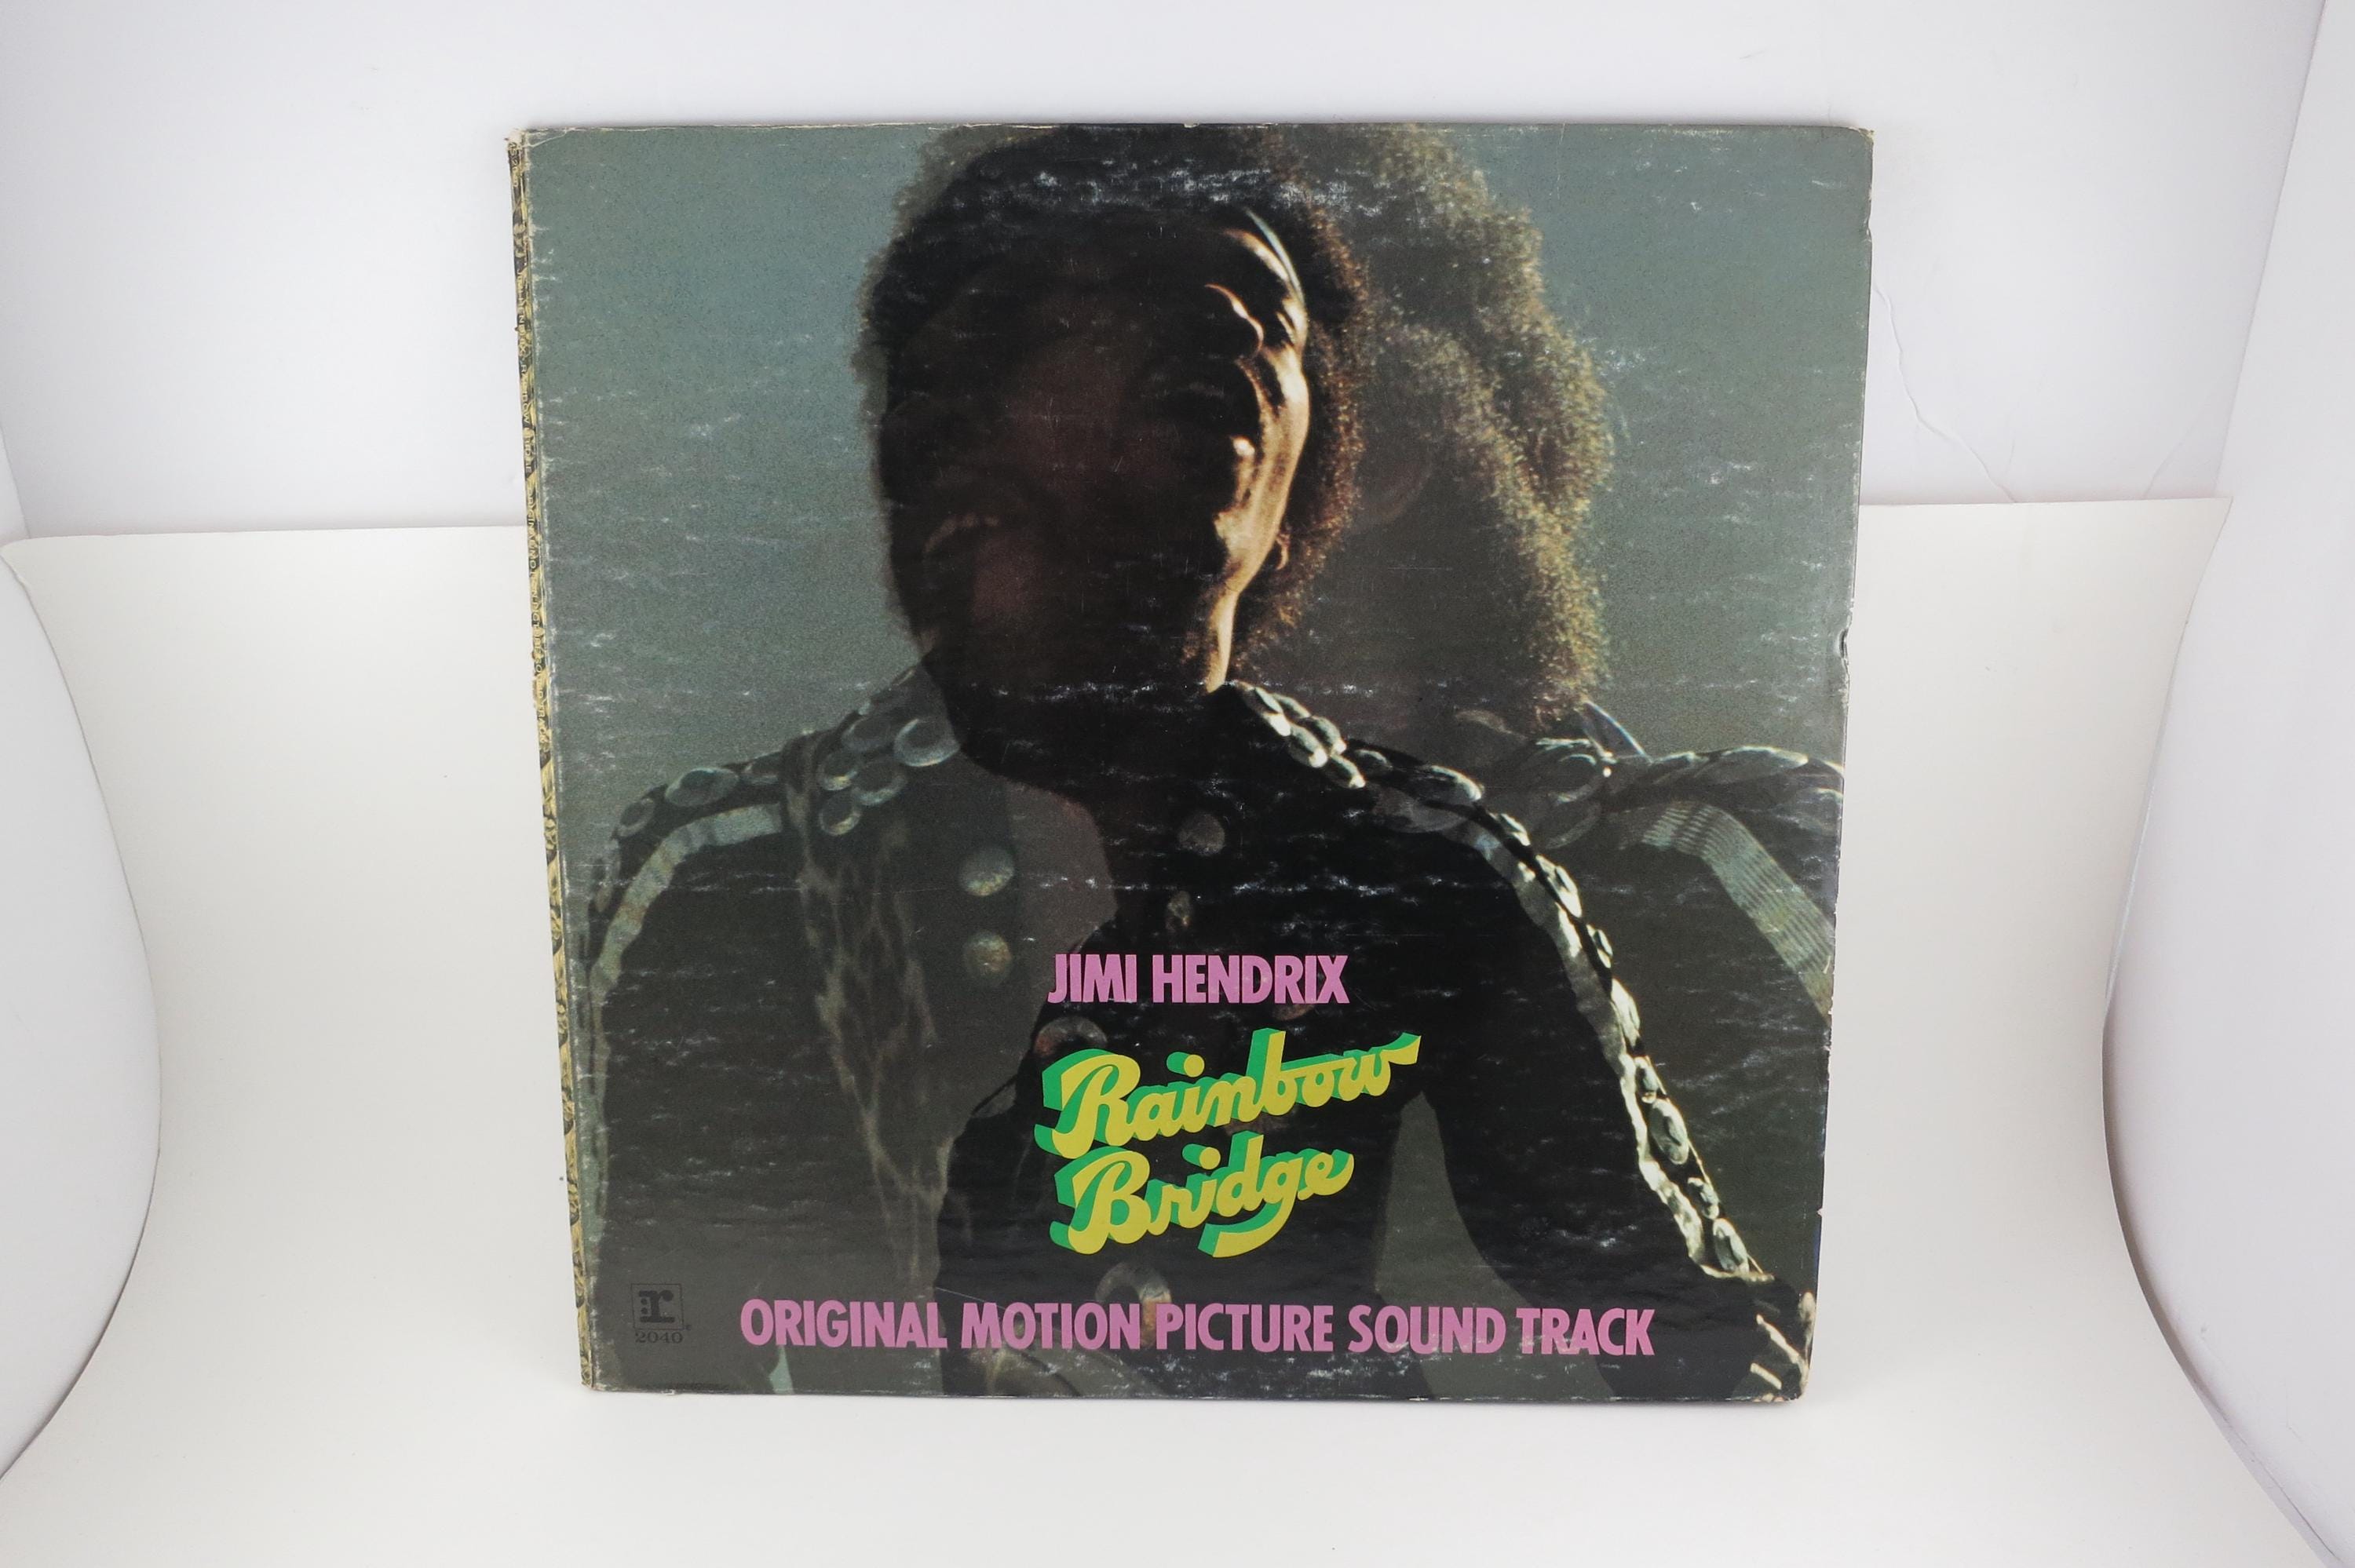 JIMI HENDRIX
Rainbow
Bridge
r
2040
ORIGINAL MOTION PICTURE SOUND TRACK